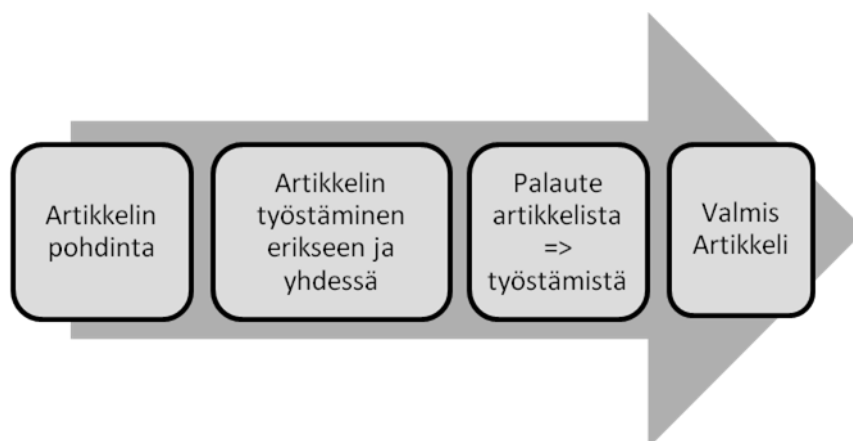 Artikkelin
pohdinta
Artikkelin
työstäminen
erikseen ja
yhdessä
Palaute
artikkelista
=>
työstämistä
Valmis
Artikkeli